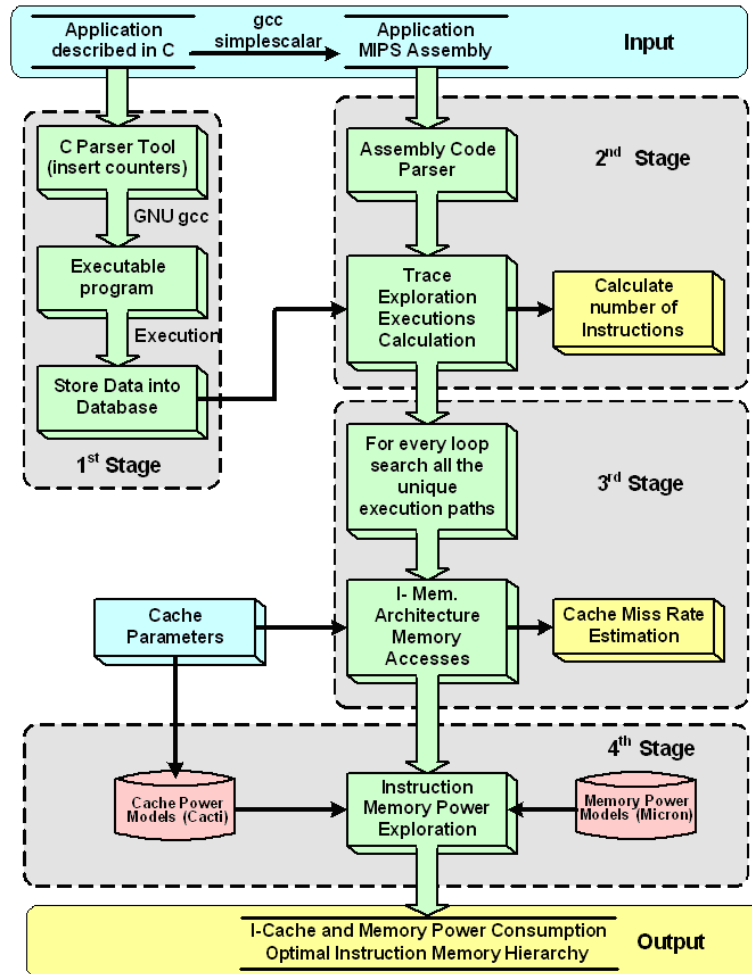 Application
described in C
gcc
simplescalar
Application
MIPS Assembly
Input
C Parser Tool
(insert counters)
GNU gcc
Executable
program
Execution
Store Data into
Database
1st Stage
Assembly Code
Parser
2nd Stage
Trace
Exploration
Executions
Calculation
Calculate
number of
Instructions
For every loop
search all the
unique
execution paths
3rd Stage
Cache
Parameters
I- Mem.
Architecture
Memory
Accesses
Cache Miss Rate
Estimation
4th Stage
Cache Power
Models (Cacti)
Instruction
Memory Power
Exploration
Memory Power
Models (Micron)
I-Cache and Memory Power Consumption
Optimal Instruction Memory Hierarchy
Output